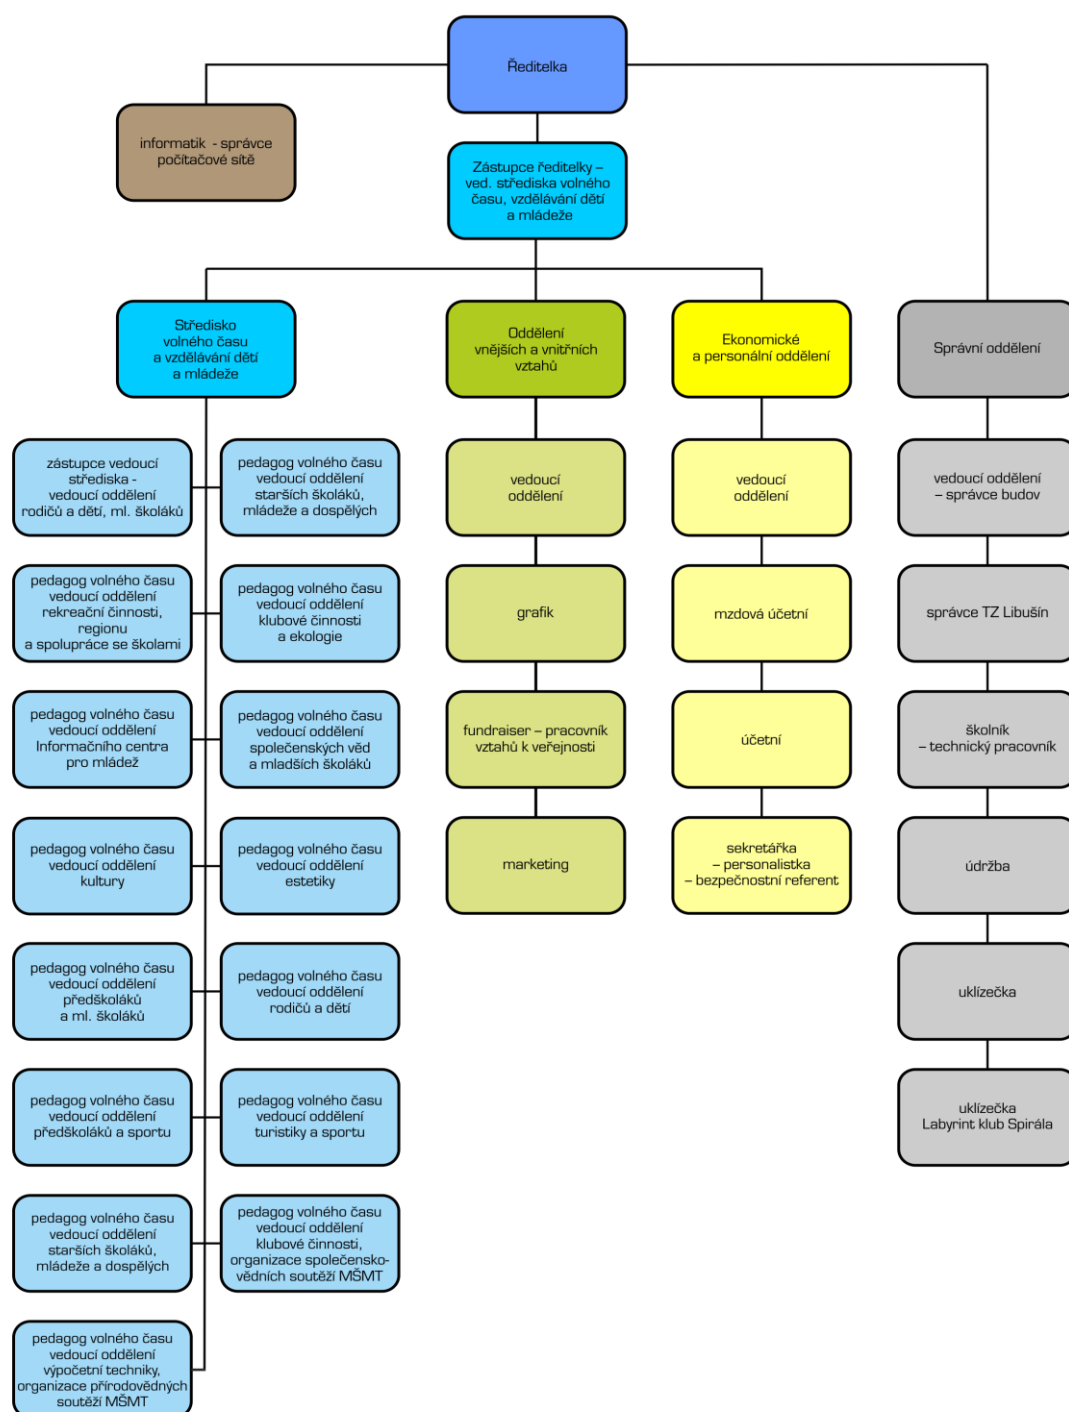 Ředitelka
informatik - správce
počítačové sítě
Zástupce ředitelky –
ved. střediska volného
času, vzdělávání dětí
a mládeže
Středisko
volného času
a vzdělávání dětí
a mládeže
Oddělení
vnějších a vnitřních
vztahů
Ekonomické
a personální oddělení
Správní oddělení
zástupce vedoucí
střediska -
vedoucí oddělení
rodičů a dětí, ml. školáků
pedagog volného času
vedoucí oddělení
starších školáků,
mládeže a dospělých
vedoucí
oddělení
vedoucí
oddělení
vedoucí oddělení
– správce budov
pedagog volného času
vedoucí oddělení
rekreační činnosti,
regionu
a spolupráce se školami
pedagog volného času
vedoucí oddělení
klubové činnosti
a ekologie
grafik
mzdová účetní
správce TZ Libušín
pedagog volného času
vedoucí oddělení
Informačního centra
pro mládež
pedagog volného času
vedoucí oddělení
společenských věd
a mladších školáků
fundraiser – pracovník
vztahů k veřejnosti
účetní
školník
– technický pracovník
pedagog volného času
vedoucí oddělení
kultury
pedagog volného času
vedoucí oddělení
estetiky
marketing
sekretářka
– personalistka
– bezpečnostní referent
údržba
pedagog volného času
vedoucí oddělení
předškoláků
a ml. školáků
pedagog volného času
vedoucí oddělení
rodičů a dětí
uklízečka
pedagog volného času
vedoucí oddělení
předškoláků a sportu
pedagog volného času
vedoucí oddělení
turistiky a sportu
uklízečka
Labyrint klub Spirála
pedagog volného času
vedoucí oddělení
starších školáků,
mládeže a dospělých
pedagog volného času
vedoucí oddělení
klubové činnosti,
organizace společensko-
vědních soutěží MŠMT
pedagog volného času
vedoucí oddělení
výpočetní techniky,
organizace přírodovědných
soutěží MŠMT